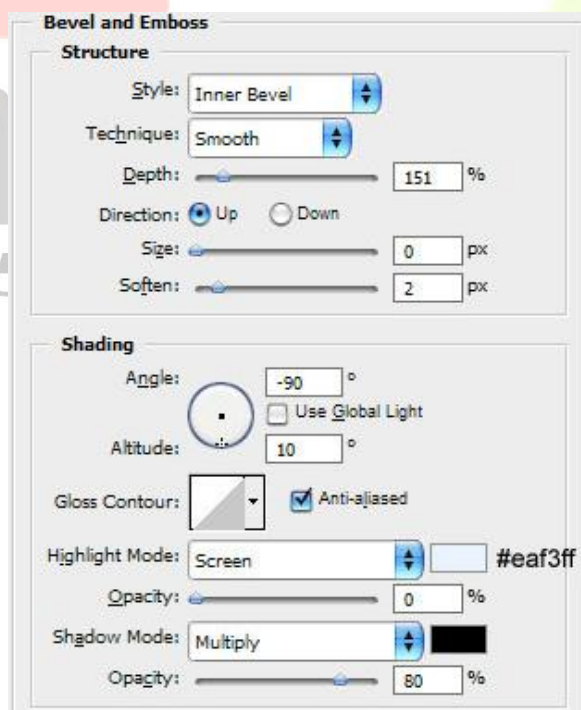 Bevel and Emboss
Structure
Style: Inner Bevel
Technique: Smooth
Depth: 151 %
Direction: Up Down
Size: 0 px
Soften: 2 px
Shading
Angle: -90 °
Use Global Light
Altitude: 10 °
Gloss Contour: Anti-aliased
Highlight Mode: Screen #eaf3ff
Opacity: 0 %
Shadow Mode: Multiply
Opacity: 80 %